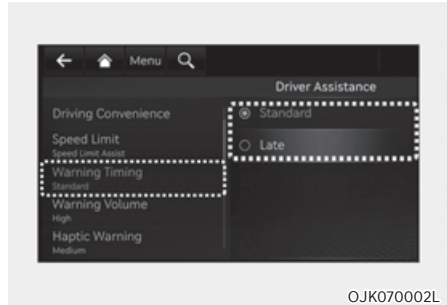 Menu
Driver Assistance
Driving Convenience
Speed Limit
Speed Limit Assist
Warning Timing
Standard
Warning Volume
High
Haptic Warning
Medium
Standard
Late
OJK070002L